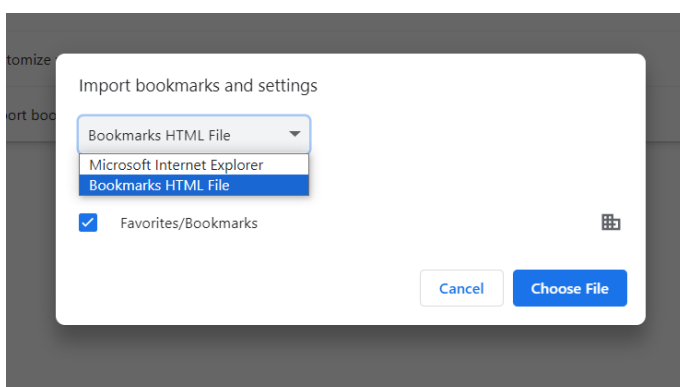 tomize
ort boo
Import bookmarks and settings
Bookmarks HTML File
Microsoft Internet Explorer
Bookmarks HTML File
Favorites/Bookmarks
Cancel
Choose File